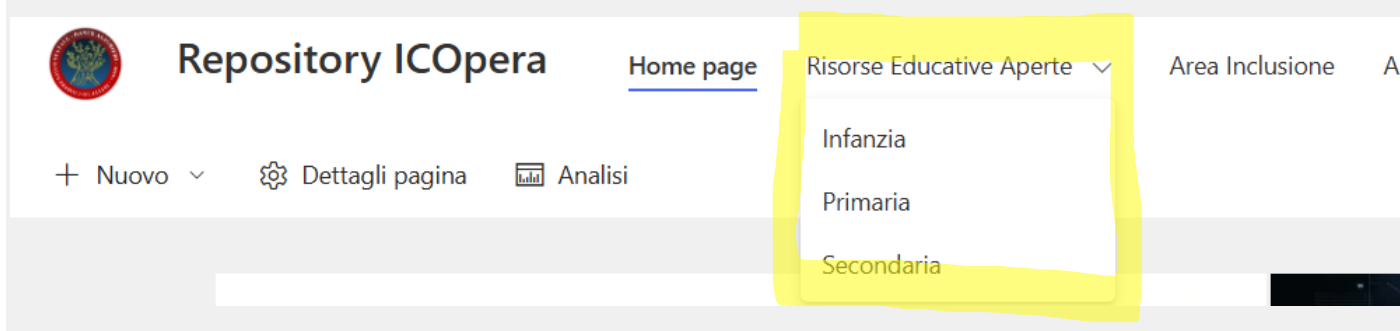 Repository ICOpera
Home page
Risorse Educative Aperte
Area Inclusione
A
Infanzia
Nuovo
Dettagli pagina
Analisi
Primaria
Secondaria